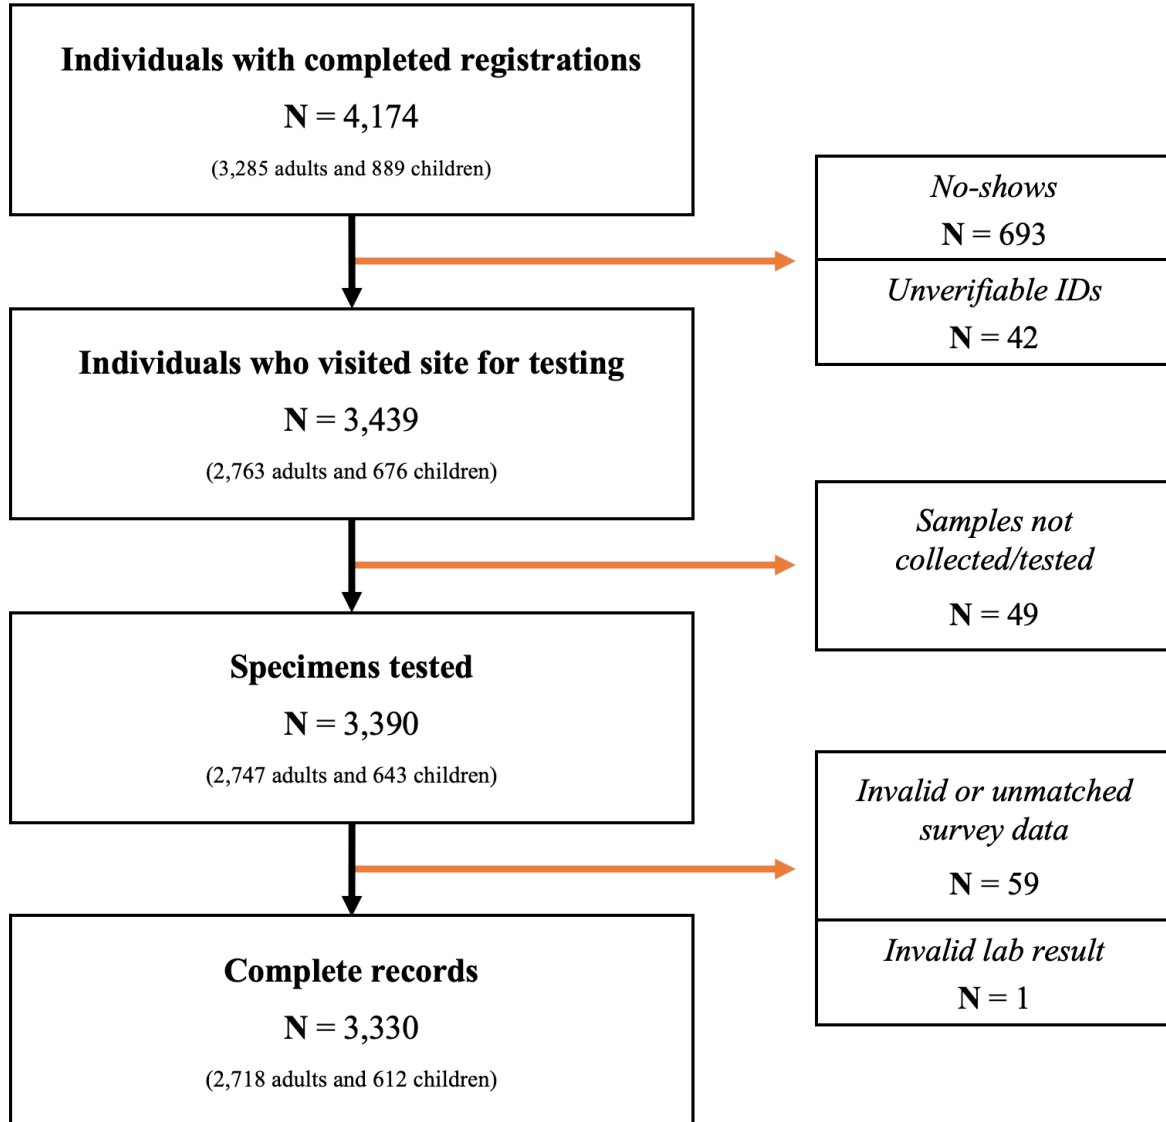 Individuals with completed registrations
N = 4,174
(3,285 adults and 889 children)
No-shows
N = 693
Unverifiable IDs
N = 42
Individuals who visited site for testing
N = 3,439
(2,763 adults and 676 children)
Samples not
collected/tested
N = 49
Specimens tested
N = 3,390
(2,747 adults and 643 children)
Invalid or unmatched
survey data
N = 59
Invalid lab result
N = 1
Complete records
N = 3,330
(2,718 adults and 612 children)